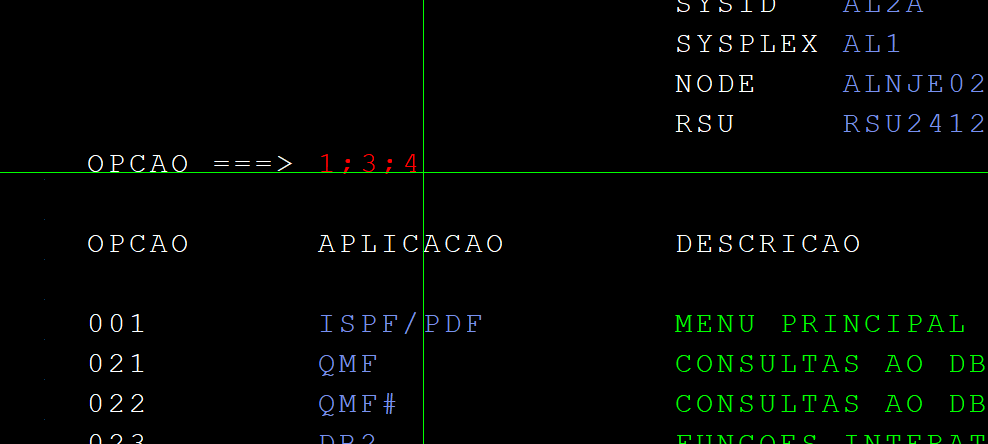 SYSID AL2A
SYSPLEX AL1
NODE ALNJE02
RSU RSU2412
OPCAO ===> 1;3;4
OPCAO APLICACAO DESCRICAO
001 ISPF/PDF MENU PRINCIPAL
021 QMF CONSULTAS AO DB
022 QMF# CONSULTAS AO DB
023 DB2 FUNCOES INTERAT